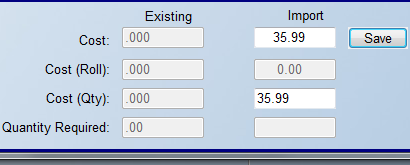 Existing Import
Cost: .000 35.99 Save
Cost (Roll): .000 0.00
Cost (Qty): .000 35.99
Quantity Required: .00